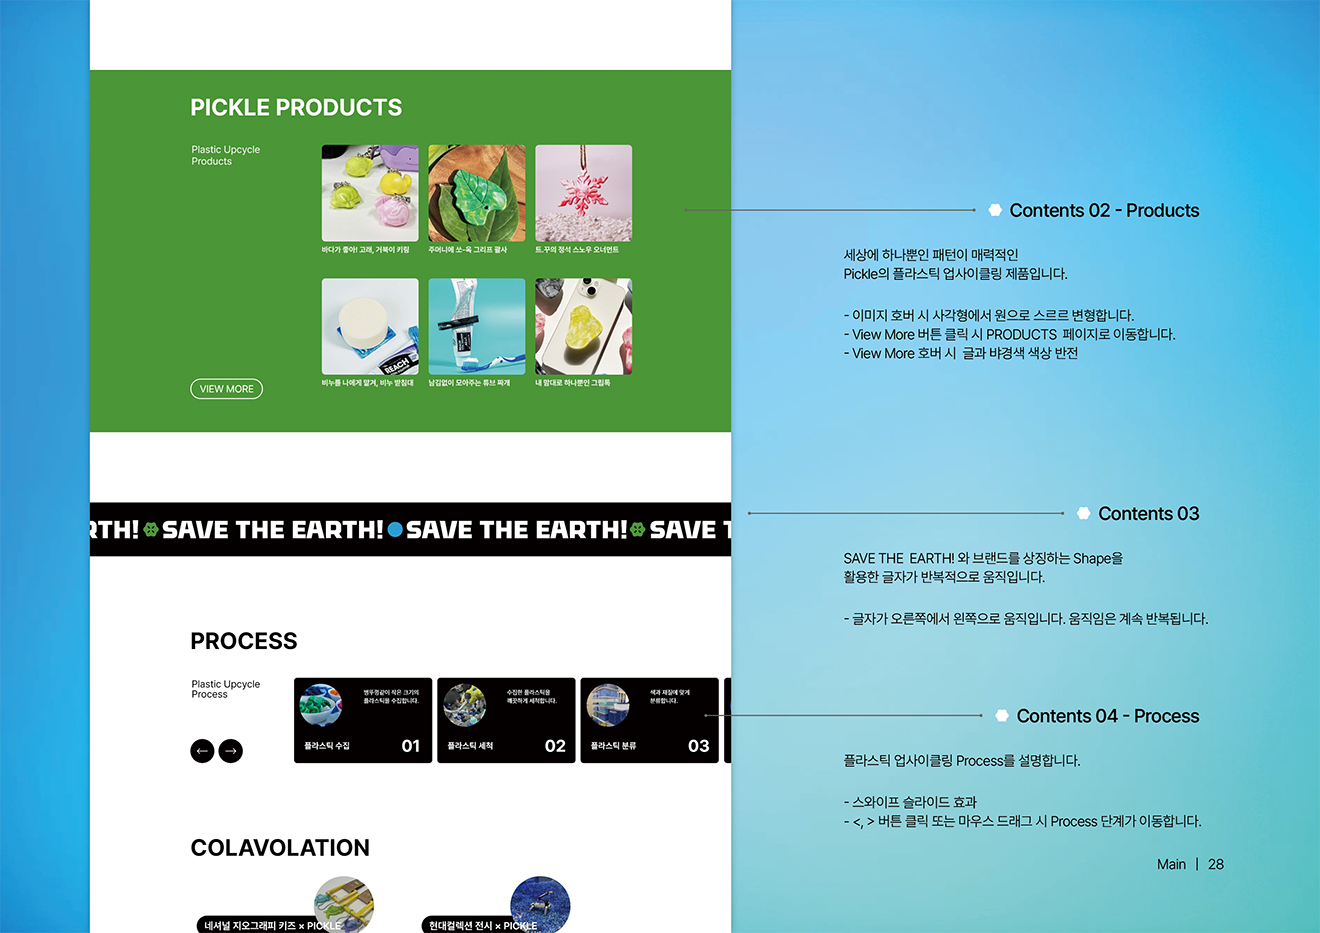 PICKLE PRODUCTS
Plastic Upcycle
Products
바다가 좋아! 고래, 거북이 키링
주머니에 쏘-옥 그리프 괄사
트.꾸의 정석 스노우 오너먼트
REACH
비누를 나에게 맡겨, 비누 받침대
남김없이 모아주는 튜브 짜개
내 맘대로 하나뿐인 그립톡
VIEW MORE
RTH! SAVE THE EARTH! SAVE THE EARTH! SAVE T
PROCESS
Plastic Upcycle
Process
병뚜껑같이 작은 크기의
플라스틱을 수집합니다.
플라스틱 수집 01
수집한 플라스틱을
깨끗하게 세척합니다.
플라스틱 세척 02
색과 재질에 맞게
분류합니다.
플라스틱 분류 03
COLAVOLATION
네셔널 지오그래피 키즈 × PICKLE
현대컬렉션 전시 × PICKLE
Contents 02 - Products
세상에 하나뿐인 패턴이 매력적인
Pickle의 플라스틱 업사이클링 제품입니다.
- 이미지 호버 시 사각형에서 원으로 스르르 변형합니다.
- View More 버튼 클릭 시 PRODUCTS 페이지로 이동합니다.
- View More 호버 시 글과 뱌경색 색상 반전
Contents 03
SAVE THE EARTH! 와 브랜드를 상징하는 Shape을
활용한 글자가 반복적으로 움직입니다.
- 글자가 오른쪽에서 왼쪽으로 움직입니다. 움직임은 계속 반복됩니다.
Contents 04 - Process
플라스틱 업사이클링 Process를 설명합니다.
- 스와이프 슬라이드 효과
- <, > 버튼 클릭 또는 마우스 드래그 시 Process 단계가 이동합니다.
Main | 28